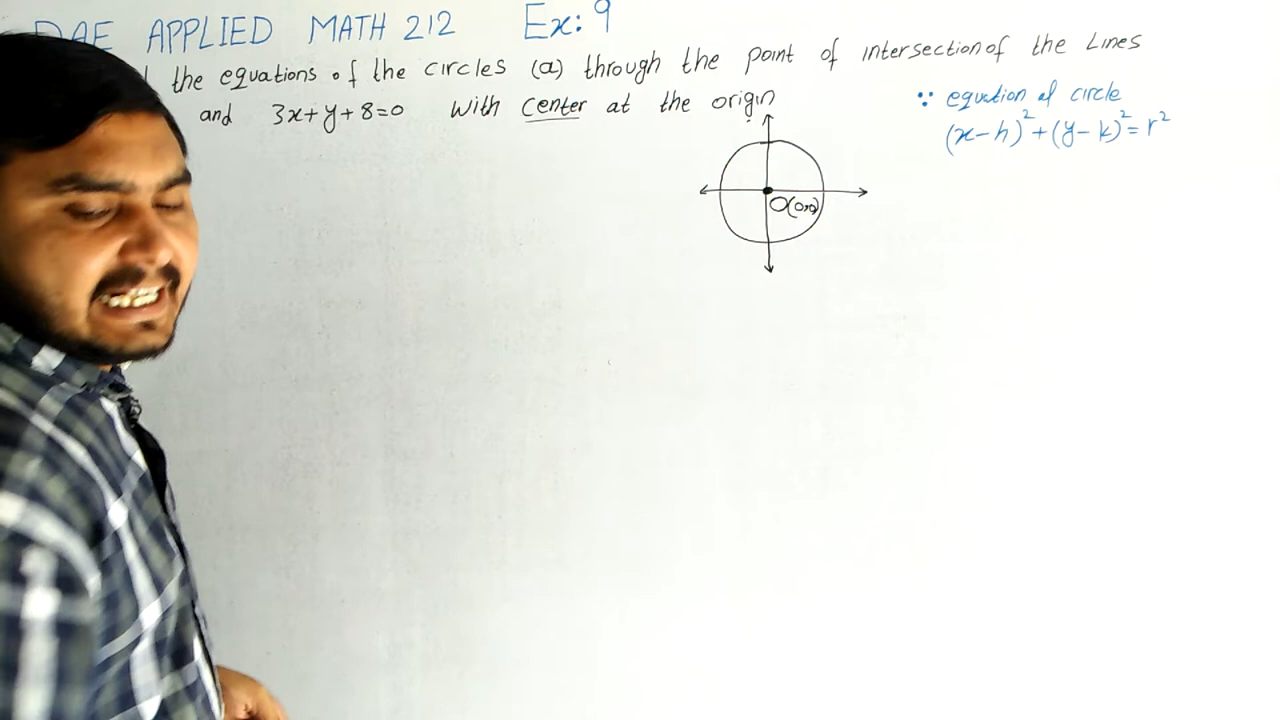 DAE APPLIED MATH 212 Ex: 9
the equations of the circles (a) through the point of intersection of the Lines
and 3x+y+8=0 with center at the origin
∵ equation of circle
(x-h)²+(y-k)²=r²
O(0,0)